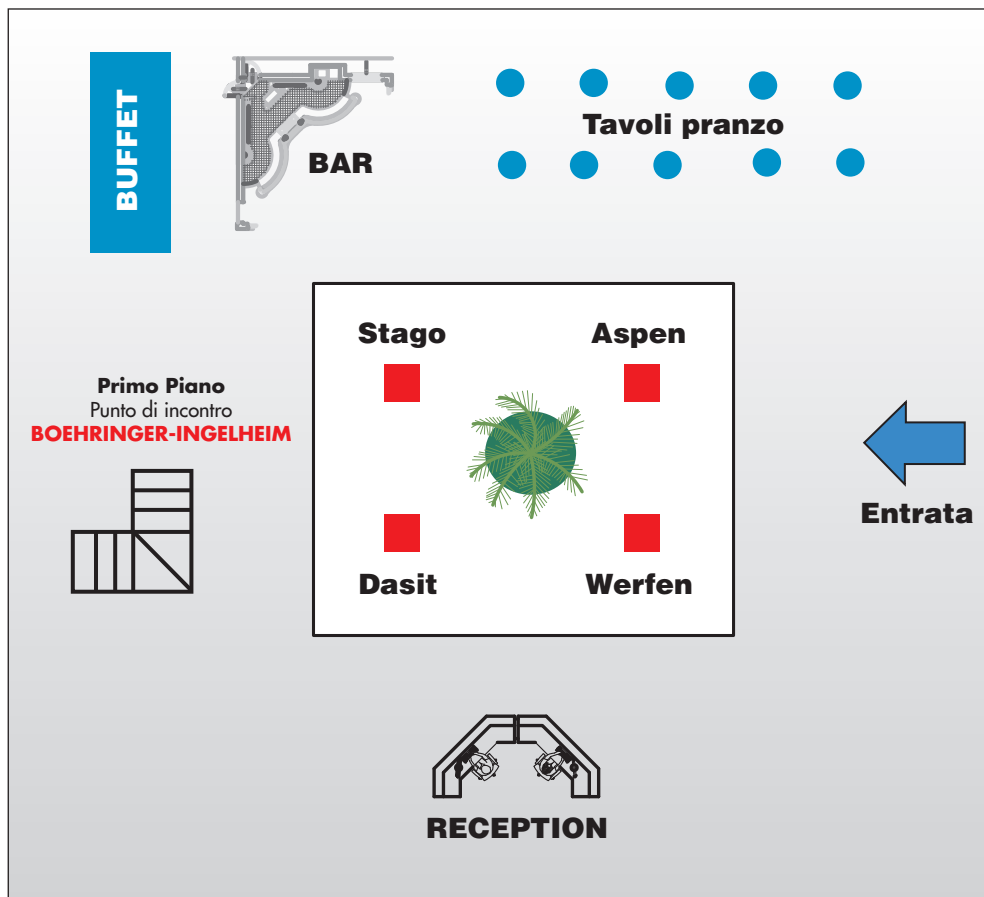 BUFFET
BAR
Tavoli pranzo
Stago
Aspen
Primo Piano
Punto di incontro
BOEHRINGER-INGELHEIM
Entrata
Dasit
Werfen
RECEPTION